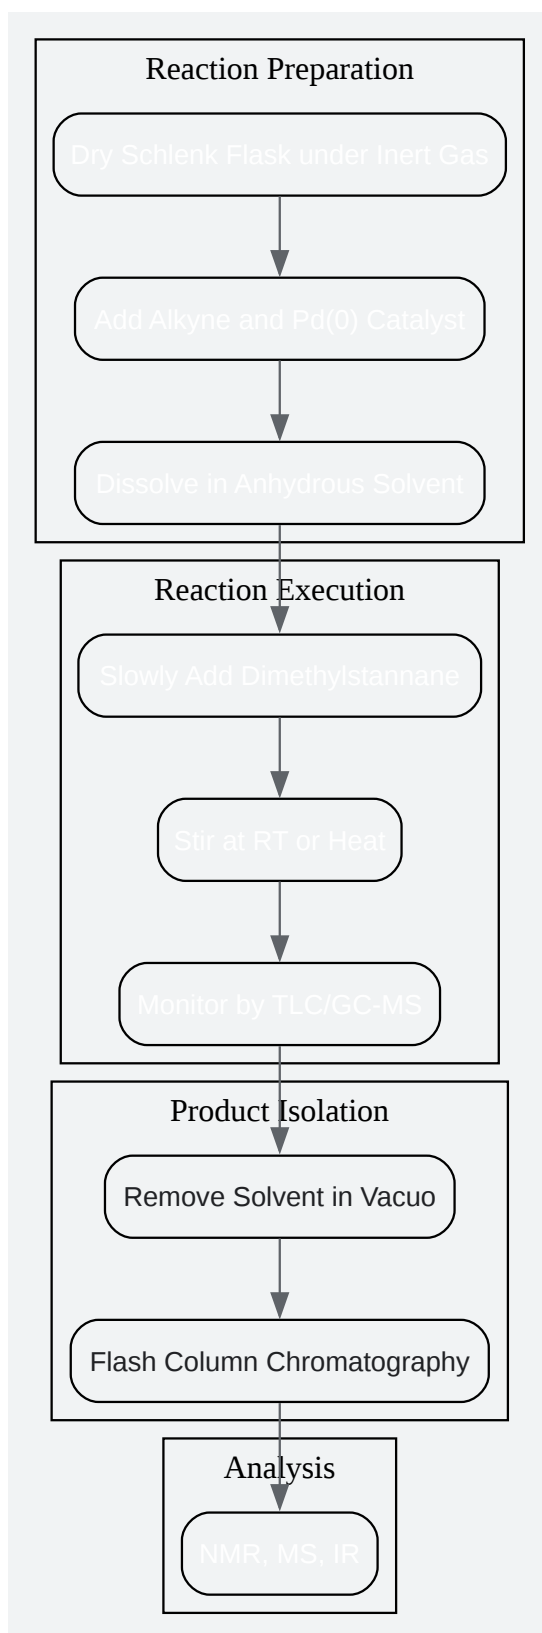 Reaction Preparation
Dry Schlenk Flask under Inert Gas
Add Alkyne and Pd(0) Catalyst
Dissolve in Anhydrous Solvent
Reaction Execution
Slowly Add Dimethylstannane
Stir at RT or Heat
Monitor by TLC/GC-MS
Product Isolation
Remove Solvent in Vacuo
Flash Column Chromatography
Analysis
NMR, MS, IR